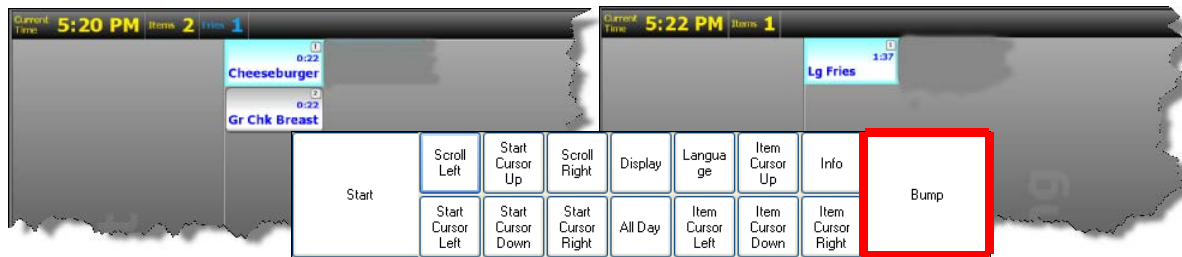 Current Time 5:20 PM Items 2 Fries 1
1
0:22
Cheeseburger
2
0:22
Gr Chk Breast
Current Time 5:22 PM Items 1
1
1:37
Lg Fries
Start
Scroll Left
Start Cursor Up
Scroll Right
Display
Langua ge
Item Cursor Up
Info
Bump
Start Cursor Left
Start Cursor Down
Start Cursor Right
All Day
Item Cursor Left
Item Cursor Down
Item Cursor Right